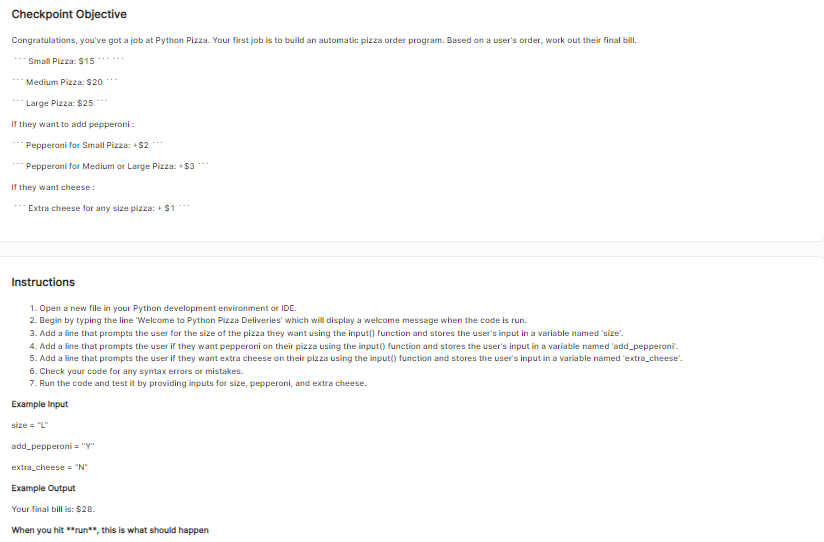 Checkpoint Objective
Congratulations, you've got a job at Python Pizza. Your first job is to build an automatic pizza order program. Based on a user's order, work out their final bill.
``` Small Pizza: $15 ``` ```
``` Medium Pizza: $20 ```
``` Large Pizza: $25 ```
If they want to add pepperoni :
``` Pepperoni for Small Pizza: +$2 ```
``` Pepperoni for Medium or Large Pizza: +$3 ```
If they want cheese :
``` Extra cheese for any size pizza: + $1 ```
Instructions
1. Open a new file in your Python development environment or IDE.
2. Begin by typing the line 'Welcome to Python Pizza Deliveries' which will display a welcome message when the code is run.
3. Add a line that prompts the user for the size of the pizza they want using the input() function and stores the user's input in a variable named 'size'.
4. Add a line that prompts the user if they want pepperoni on their pizza using the input() function and stores the user's input in a variable named 'add_pepperoni'.
5. Add a line that prompts the user if they want extra cheese on their pizza using the input() function and stores the user's input in a variable named 'extra_cheese'.
6. Check your code for any syntax errors or mistakes.
7. Run the code and test it by providing inputs for size, pepperoni, and extra cheese.
Example Input
size = "L"
add_pepperoni = "Y"
extra_cheese = "N"
Example Output
Your final bill is: $28.
When you hit **run**, this is what should happen